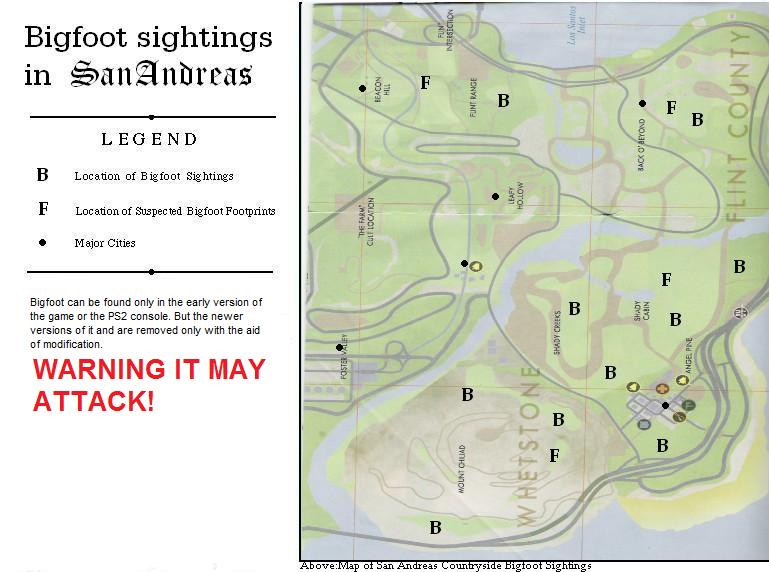 Bigfoot sightings
in SanAndreas
LEGEND
B Location of Bigfoot Sightings
F Location of Suspected Bigfoot Footprints
Major Cities
Bigfoot can be found only in the early version of
the game or the PS2 console. But the newer
versions of it and are removed only with the aid
of modification.
WARNING IT MAY
ATTACK!
FLINT
INTERSECTION
Los Santos
Inlet
FLINT COUNTY
BEACON
HILL
F
FLINT RANGE
B
F
B
BACK O' BEYOND
LEAFY
HOLLOW
"THE FARM"
CULT LOCATION
F
B
B
SHADY CREEKS
SHADY
CABIN
B
FOSTER VALLEY
ANGEL PINE
B
B
WHETSTONE
B
F
MOUNT CHILIAD
B
B
Above:Map of San Andreas Countryside Bigfoot Sightings